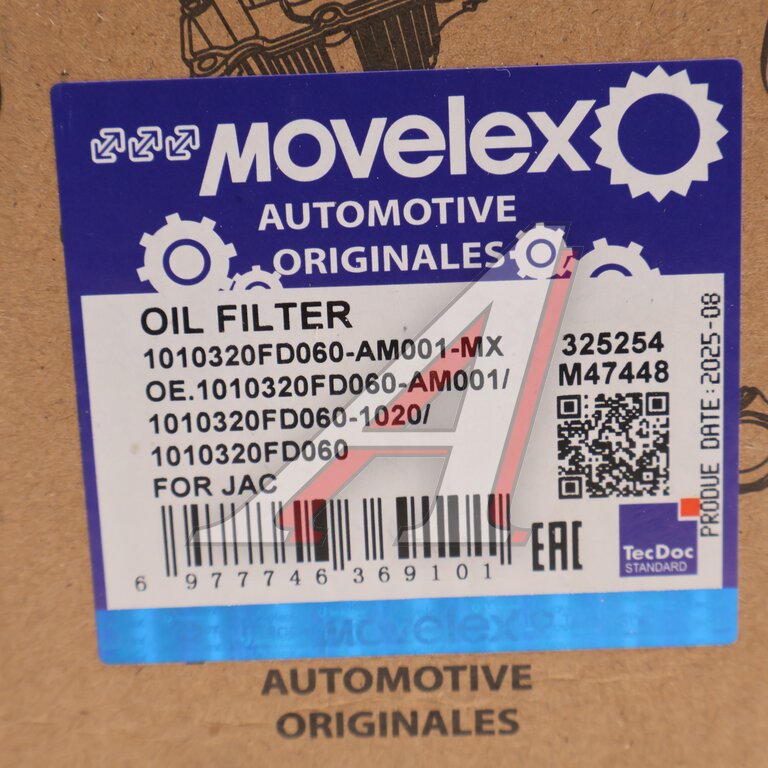 MOVELEX
AUTOMOTIVE
ORIGINALES
OIL FILTER
1010320FD060-AM001-MX
OE.1010320FD060-AM001/
1010320FD060-1020/
1010320FD060
FOR JAC
325254
M47448
PRODUE DATE:2025-08
6 977746 369101
EAC
TecDoc
STANDARD
MOVELEX
AUTOMOTIVE
ORIGINALES